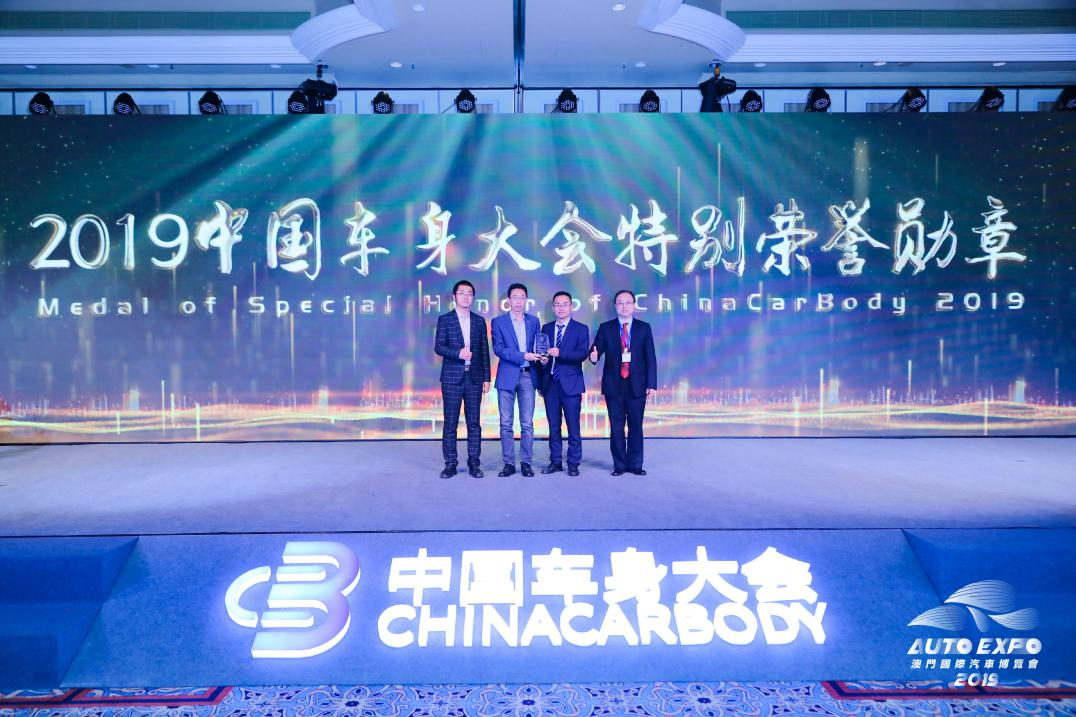 2019中国车身大会特别荣誉勋章
Medal of Special Honor of ChinaCarBody 2019
CB
中国车身大会
CHINACARBODY
AUTO EXPO
澳門國際汽車博覽會
2019